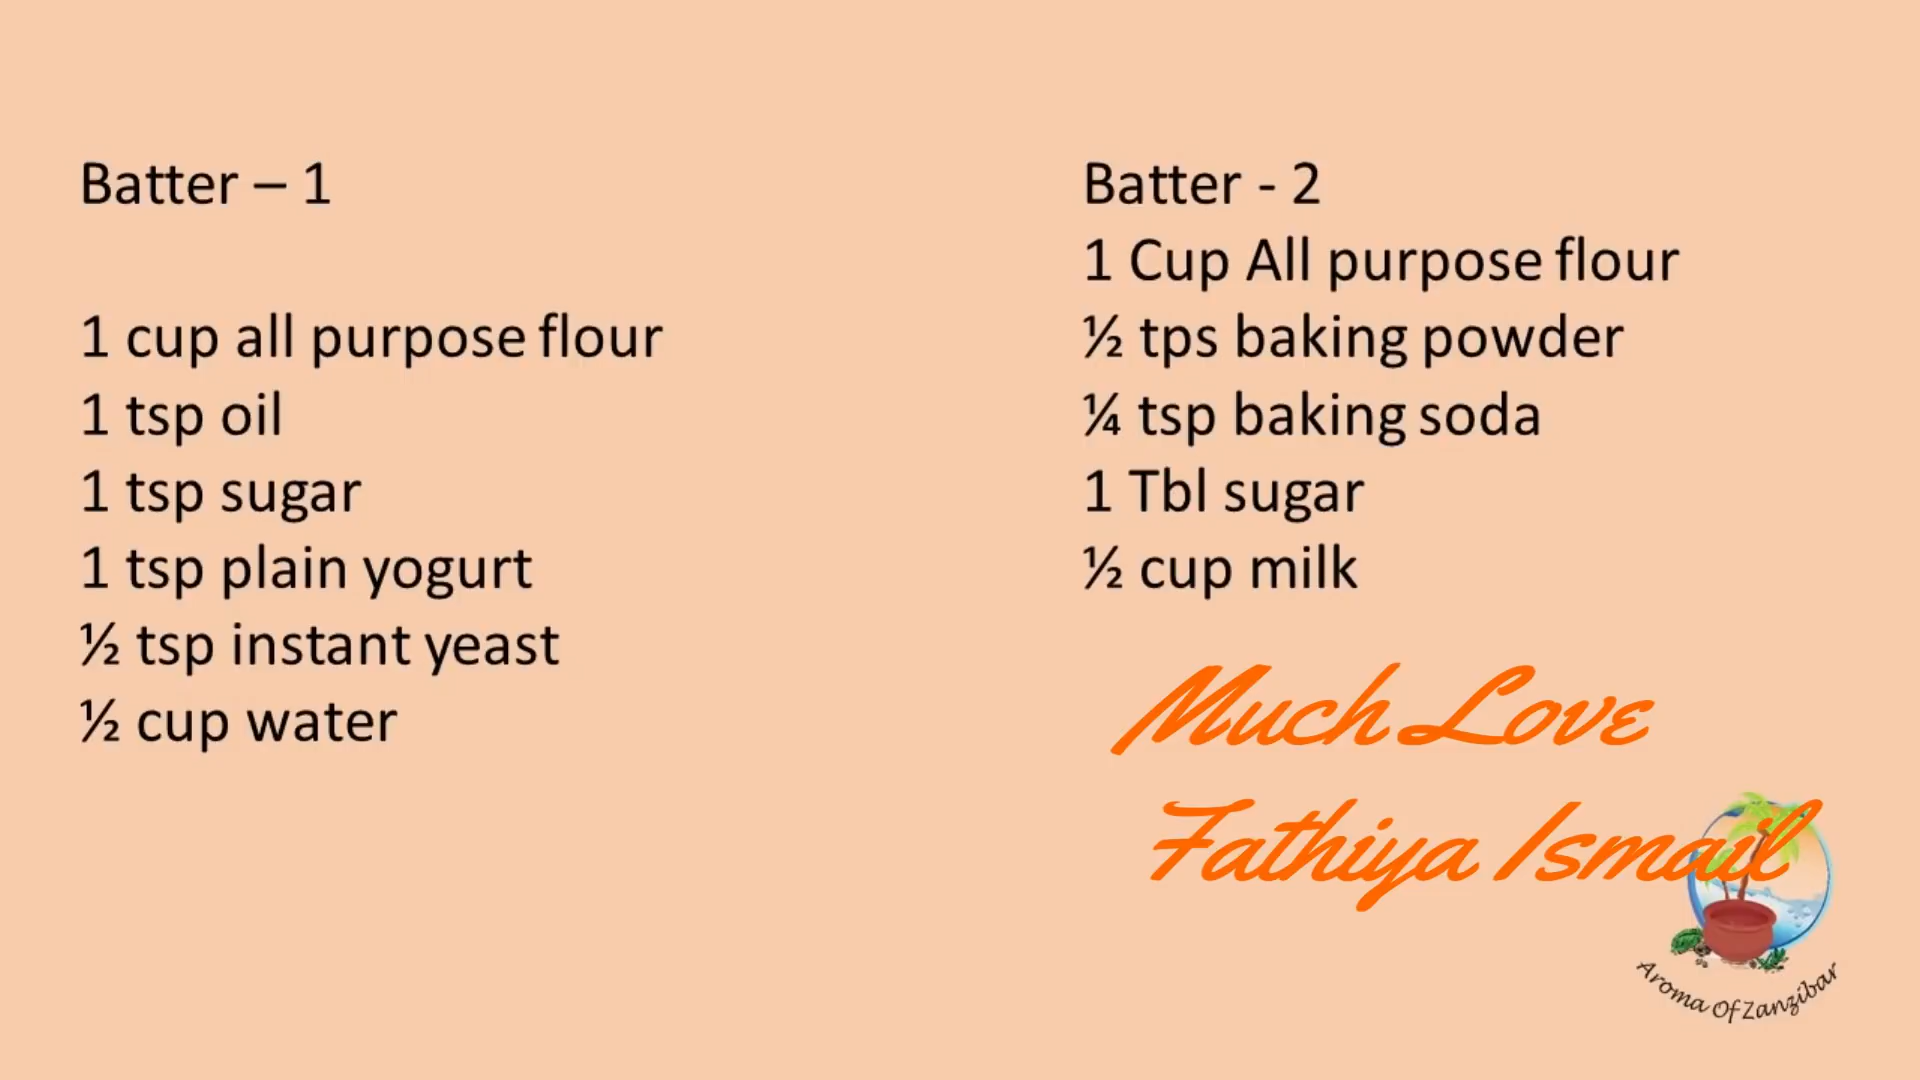 Batter – 1
1 cup all purpose flour
1 tsp oil
1 tsp sugar
1 tsp plain yogurt
½ tsp instant yeast
½ cup water
Batter - 2
1 Cup All purpose flour
½ tps baking powder
¼ tsp baking soda
1 Tbl sugar
½ cup milk
Much Love
Fathiya Ismail
Aroma Of Zanzibar